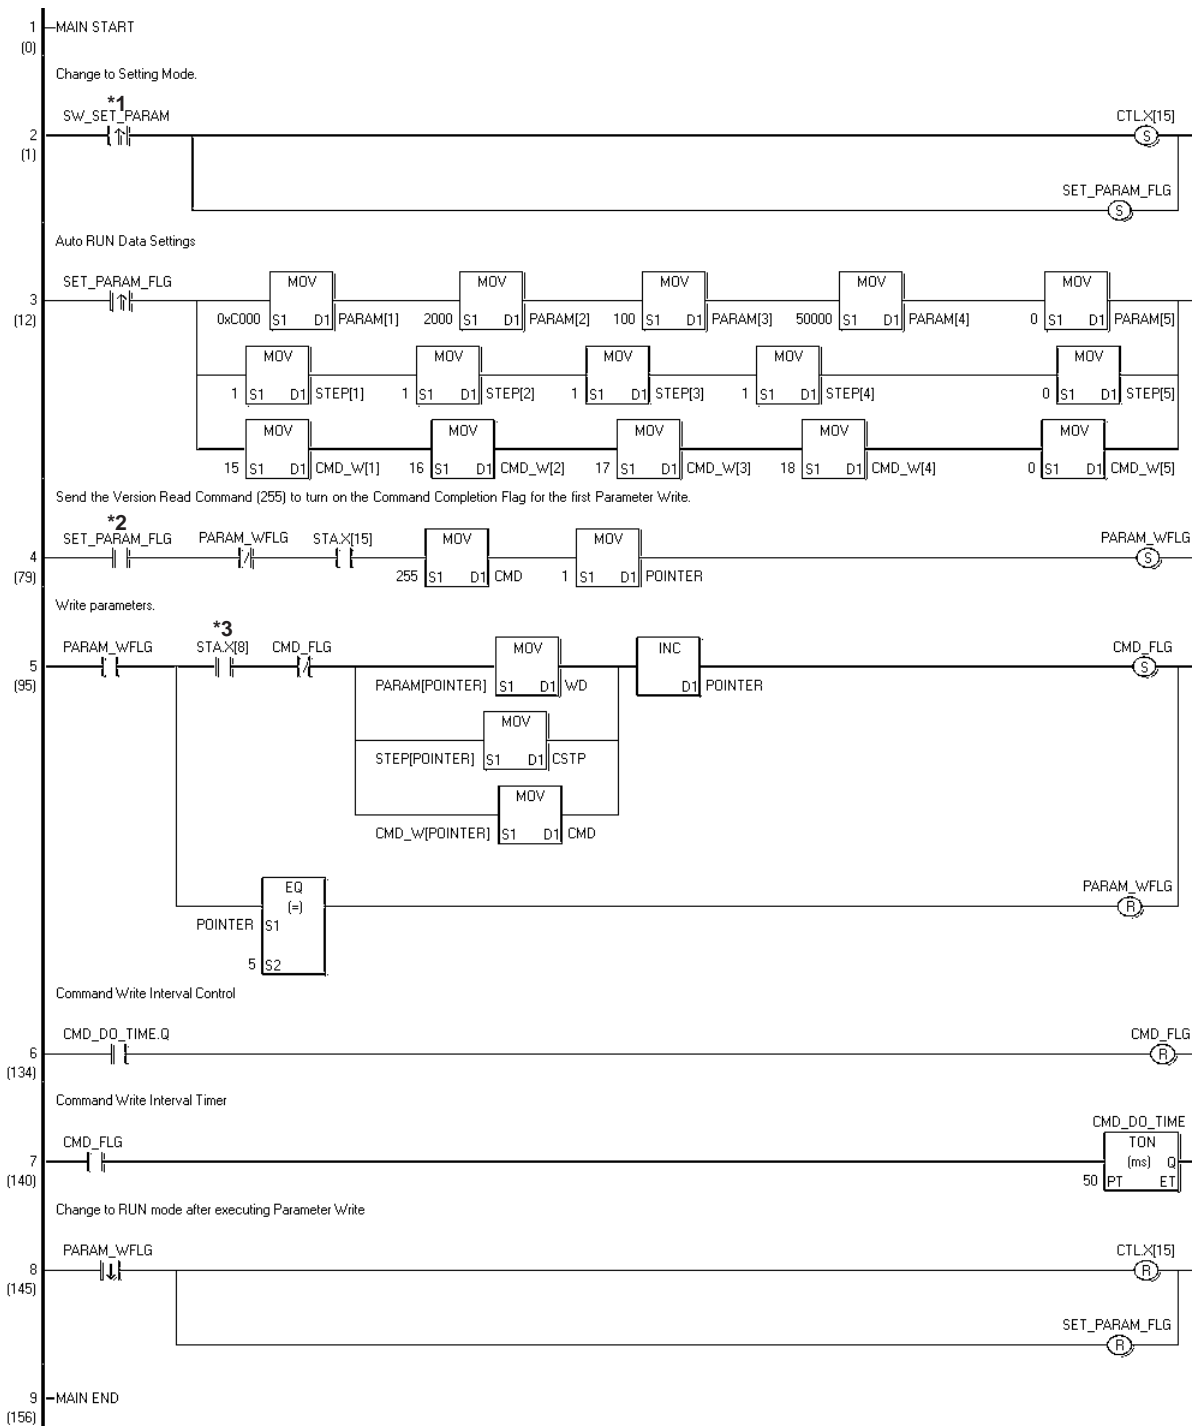 1 MAIN START
(0)
Change to Setting Mode.
*1
SW_SET_PARAM CTL.X[15]
2 S
(1)
SET_PARAM_FLG
S
Auto RUN Data Settings
SET_PARAM_FLG MOV MOV MOV MOV MOV
3
(12) 0xC000 S1 D1 PARAM[1] 2000 S1 D1 PARAM[2] 100 S1 D1 PARAM[3] 50000 S1 D1 PARAM[4] 0 S1 D1 PARAM[5]
MOV MOV MOV MOV MOV
1 S1 D1 STEP[1] 1 S1 D1 STEP[2] 1 S1 D1 STEP[3] 1 S1 D1 STEP[4] 0 S1 D1 STEP[5]
MOV MOV MOV MOV MOV
15 S1 D1 CMD_W[1] 16 S1 D1 CMD_W[2] 17 S1 D1 CMD_W[3] 18 S1 D1 CMD_W[4] 0 S1 D1 CMD_W[5]
Send the Version Read Command (255) to turn on the Command Completion Flag for the first Parameter Write.
*2
SET_PARAM_FLG PARAM_WFLG STA.X[15] MOV MOV PARAM_WFLG
4 S
(79) 255 S1 D1 CMD 1 S1 D1 POINTER
Write parameters.
*3
PARAM_WFLG STA.X[8] CMD_FLG MOV INC CMD_FLG
5 S
(95) PARAM[POINTER] S1 D1 WD D1 POINTER
MOV
STEP[POINTER] S1 D1 CSTP
MOV
CMD_W[POINTER] S1 D1 CMD
EQ PARAM_WFLG
(=) R
POINTER S1
5 S2
Command Write Interval Control
CMD_DO_TIME.Q CMD_FLG
6 R
(134)
Command Write Interval Timer
CMD_DO_TIME
CMD_FLG TON
7 (ms) Q
(140) 50 PT ET
Change to RUN mode after executing Parameter Write
PARAM_WFLG CTL.X[15]
8 R
(145)
SET_PARAM_FLG
R
9 MAIN END
(156)